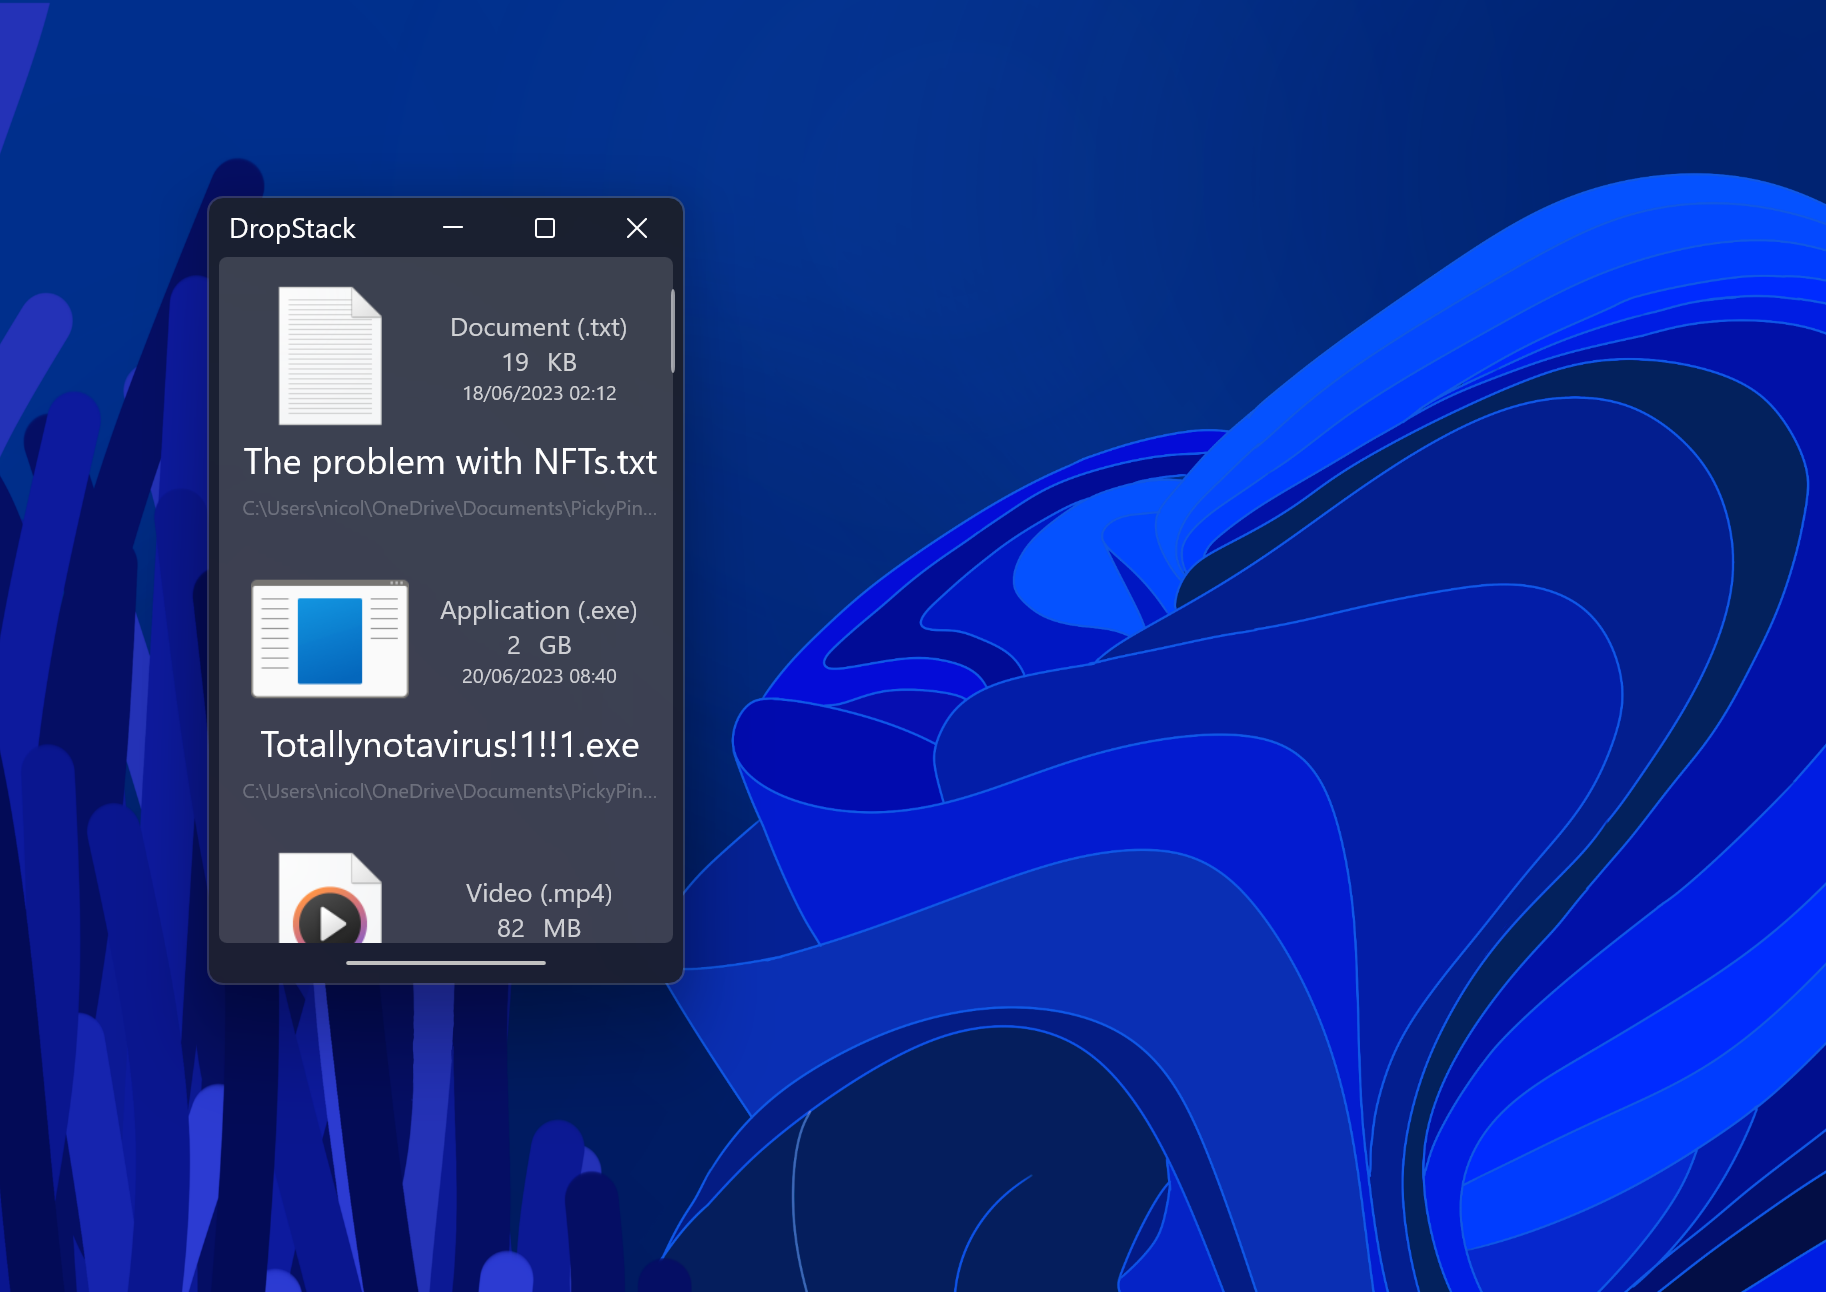 DropStack
Document (.txt)
19 KB
18/06/2023 02:12
The problem with NFTs.txt
C:\Users\nicol\OneDrive\Documents\PickyPin...
Application (.exe)
2 GB
20/06/2023 08:40
Totallynotavirus!1!!1.exe
C:\Users\nicol\OneDrive\Documents\PickyPin...
Video (.mp4)
82 MB